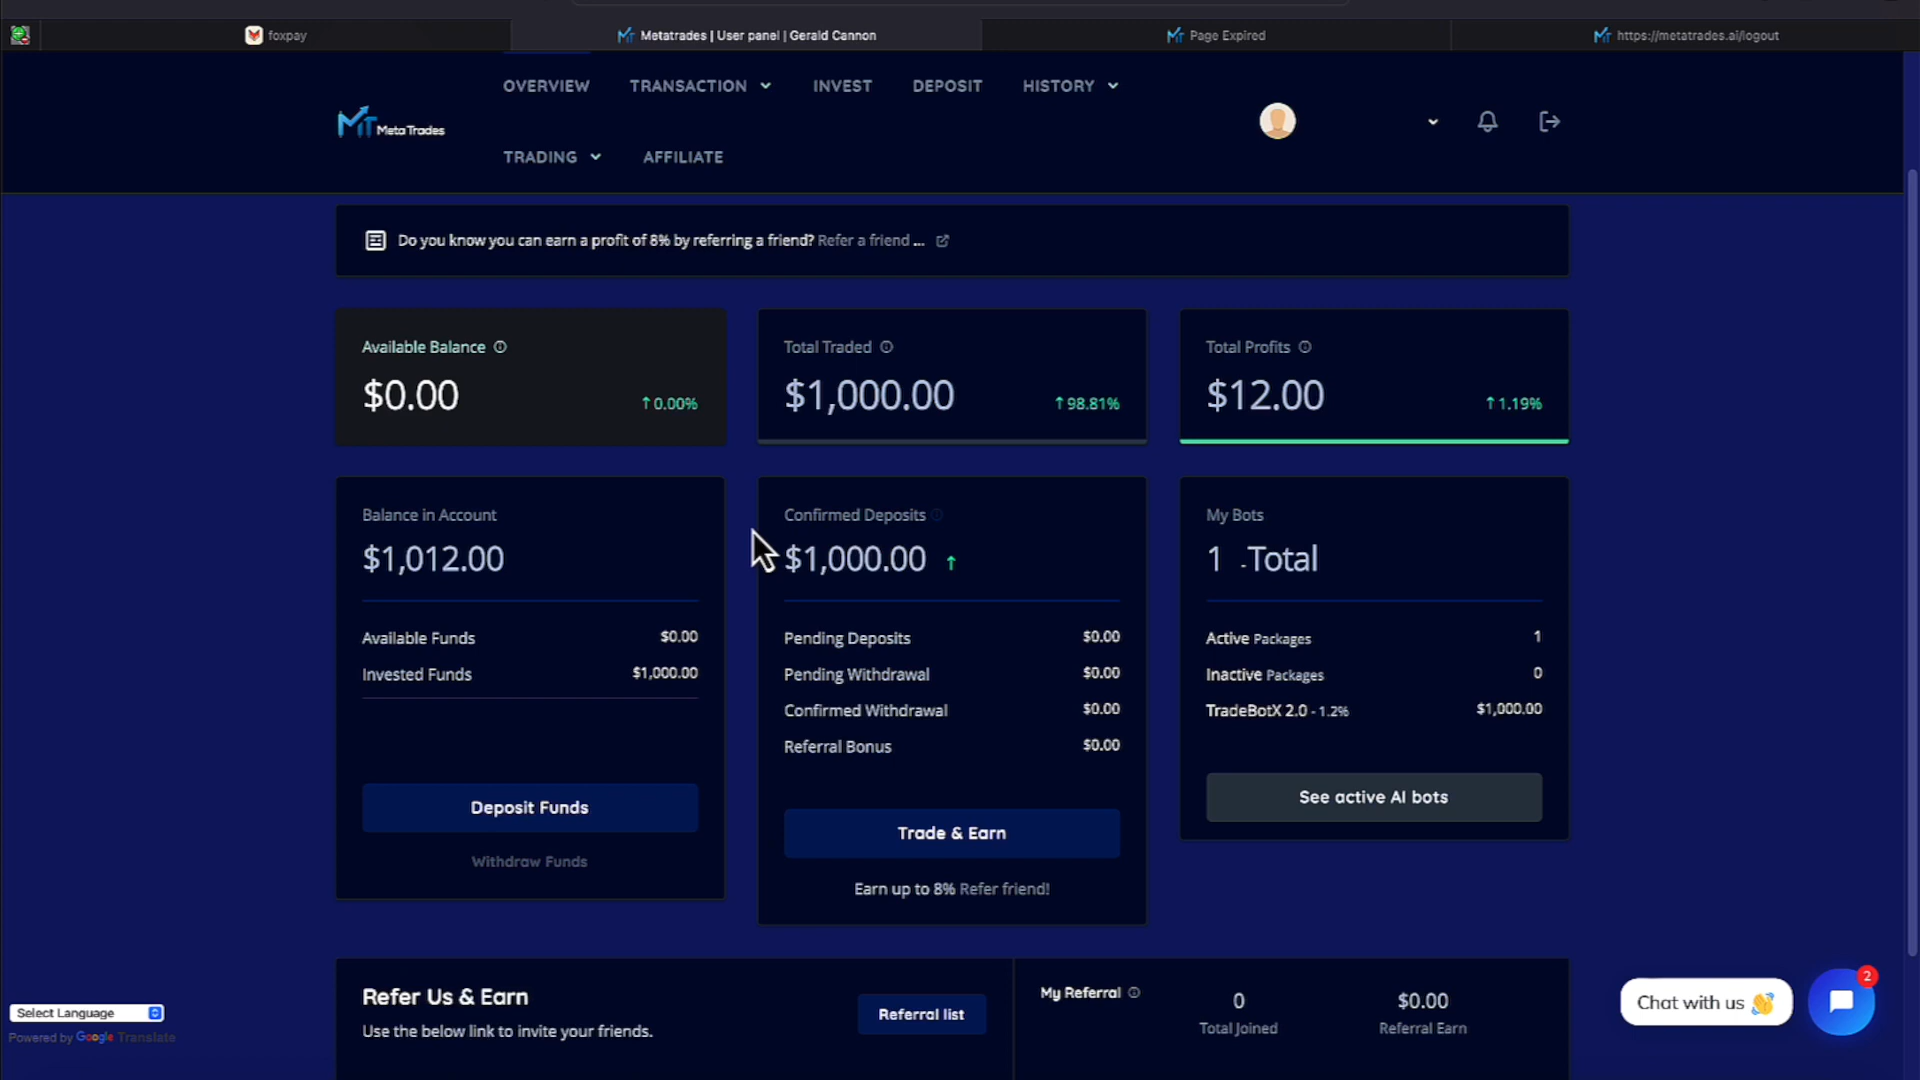 foxpay
Metatrades | User panel | Gerald Cannon
Page Expired
https://metatrades.ai/logout
OVERVIEW
TRANSACTION
INVEST
DEPOSIT
HISTORY
MT MetaTrades
TRADING
AFFILIATE
Do you know you can earn a profit of 8% by referring a friend? Refer a friend ...
Available Balance
$0.00
↑0.00%
Total Traded
$1,000.00
↑98.81%
Total Profits
$12.00
↑1.19%
Balance in Account
$1,012.00
Available Funds $0.00
Invested Funds $1,000.00
Deposit Funds
Withdraw Funds
Confirmed Deposits
$1,000.00 ↑
Pending Deposits $0.00
Pending Withdrawal $0.00
Confirmed Withdrawal $0.00
Referral Bonus $0.00
Trade & Earn
Earn up to 8% Refer friend!
My Bots
1 -Total
Active Packages 1
Inactive Packages 0
TradeBotX 2.0 - 1.2% $1,000.00
See active AI bots
Refer Us & Earn
Use the below link to invite your friends.
Referral list
My Referral
0
Total Joined
$0.00
Referral Earn
Select Language
Powered by Google Translate
Chat with us 👋
2